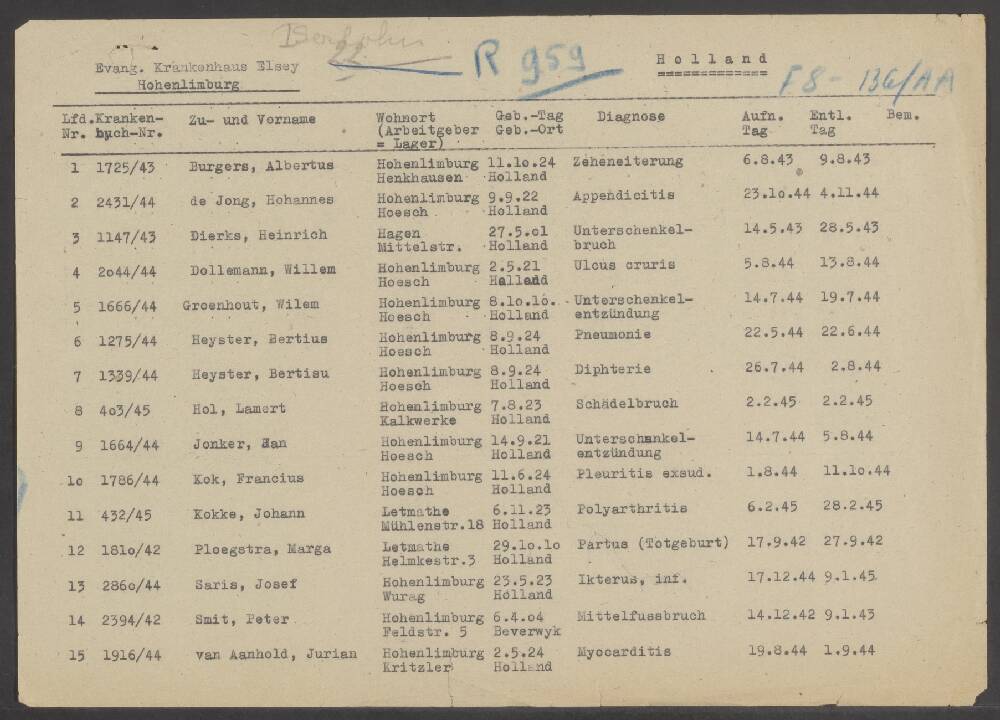 Iserlohn
22
R 959
Holland
Evang. Krankenhaus Elsey
Hohenlimburg
F8 - 136/AA
Lfd. Kranken- Zu- und Vorname Wohnort Geb.-Tag Diagnose Aufn. Entl. Bem.
Nr. buch-Nr. (Arbeitgeber Geb.-Ort Tag Tag
= Lager)
1 1725/43 Burgers, Albertus Hohenlimburg 11.1o.24 Zeheneiterung 6.8.43 9.8.43
Henkhausen Holland
2 2431/44 de Jong, Hohannes Hohenlimburg 9.9.22 Appendicitis 23.1o.44 4.11.44
Hoesch Holland
3 1147/43 Dierks, Heinrich Hagen 27.5.o1 Unterschenkel- 14.5.43 28.5.43
Mittelstr. Holland bruch
4 2o44/44 Dollemann, Willem Hohenlimburg 2.5.21 Ulcus cruris 5.8.44 13.8.44
Hoesch Holland
5 1666/44 Groenhout, Wilem Hohenlimburg 8.1o.1o. Unterschenkel- 14.7.44 19.7.44
Hoesch Holland entzündung
6 1275/44 Heyster, Bertius Hohenlimburg 8.9.24 Pneumonie 22.5.44 22.6.44
Hoesch Holland
7 1339/44 Heyster, Bertisu Hohenlimburg 8.9.24 Diphterie 26.7.44 2.8.44
Hoesch Holland
8 4o3/45 Hol, Lamert Hohenlimburg 7.8.23 Schädelbruch 2.2.45 2.2.45
Kalkwerke Holland
9 1664/44 Jonker, Jan Hohenlimburg 14.9.21 Unterschenkel- 14.7.44 5.8.44
Hoesch Holland entzündung
1o 1786/44 Kok, Francius Hohenlimburg 11.6.24 Pleuritis exsud. 1.8.44 11.1o.44
Hoesch Holland
11 432/45 Kokke, Johann Letmathe 6.11.23 Polyarthritis 6.2.45 28.2.45
Mühlenstr.18 Holland
12 181o/42 Ploegstra, Marga Letmathe 29.1o.1o Partus (Totgeburt) 17.9.42 27.9.42
Helmkestr.3 Holland
13 286o/44 Saris, Josef Hohenlimburg 23.5.23 Ikterus, inf. 17.12.44 9.1.45
Wurag Holland
14 2394/42 Smit, Peter Hohenlimburg 6.4.o4 Mittelfussbruch 14.12.42 9.1.43
Feldstr. 5 Beverwyk
15 1916/44 van Aanhold, Jurian Hohenlimburg 2.5.24 Myocarditis 19.8.44 1.9.44
Kritzler Holland